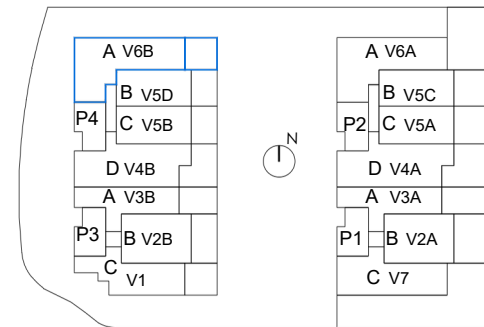 A V6B
A V6A
B V5D
B V5C
P4
C V5B
P2
C V5A
N
D V4B
D V4A
A V3B
A V3A
P3
B V2B
P1
B V2A
C V1
C V7